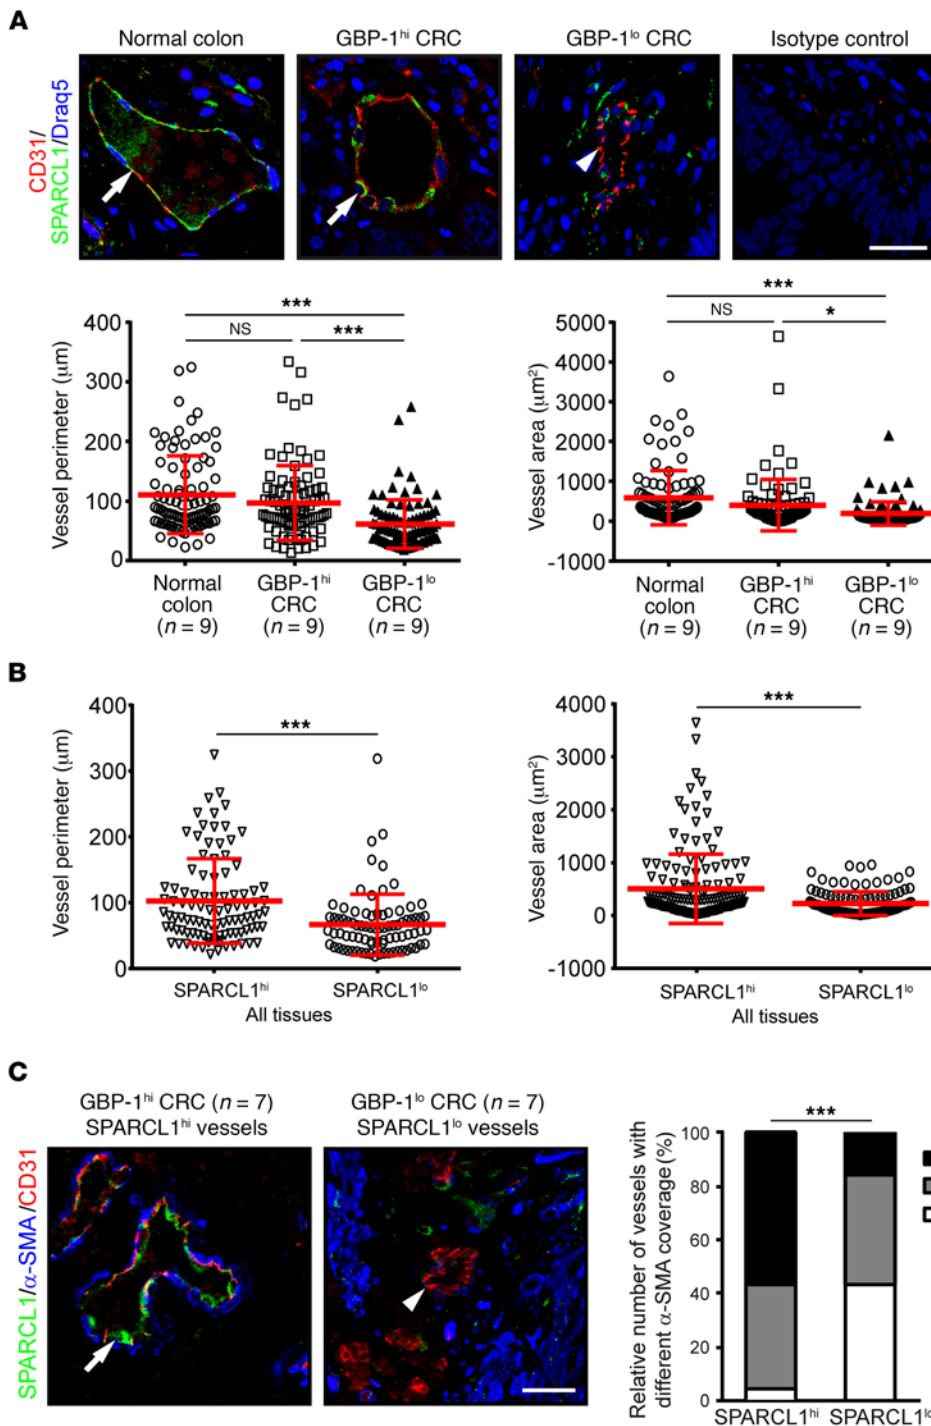 A
Normal colon
GBP-1hi CRC
GBP-1lo CRC
Isotype control
CD31/
SPARCL1/Draq5
Vessel perimeter (μm)
400
300
200
100
0
***
NS
***
Normal colon (n = 9)
GBP-1hi CRC (n = 9)
GBP-1lo CRC (n = 9)
Vessel area (μm2)
5000
4000
3000
2000
1000
0
-1000
***
NS
*
Normal colon (n = 9)
GBP-1hi CRC (n = 9)
GBP-1lo CRC (n = 9)
B
Vessel perimeter (μm)
400
300
200
100
0
***
SPARCL1hi
SPARCL1lo
All tissues
Vessel area (μm2)
4000
3000
2000
1000
0
-1000
***
SPARCL1hi
SPARCL1lo
All tissues
C
GBP-1hi CRC (n = 7)
SPARCL1hi vessels
GBP-1lo CRC (n = 7)
SPARCL1lo vessels
SPARCL1/α-SMA/CD31
Relative number of vessels with
different α-SMA coverage (%)
100
80
60
40
20
0
***
SPARCL1hi
SPARCL1lo